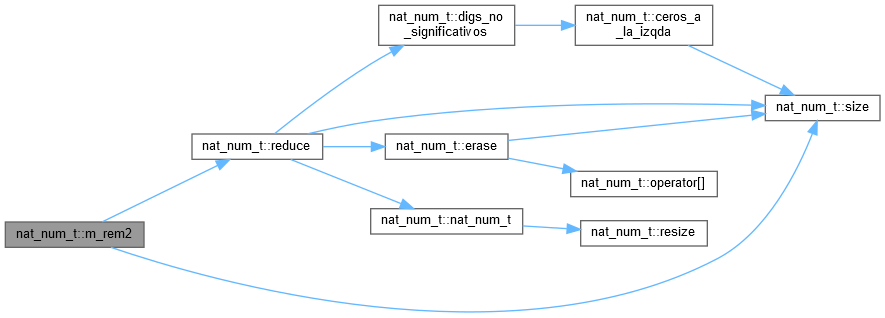 nat_num_t::digs_no
_significativos
nat_num_t::ceros_a
_la_izqda
nat_num_t::size
nat_num_t::reduce
nat_num_t::erase
nat_num_t::operator[]
nat_num_t::nat_num_t
nat_num_t::m_rem2
nat_num_t::resize